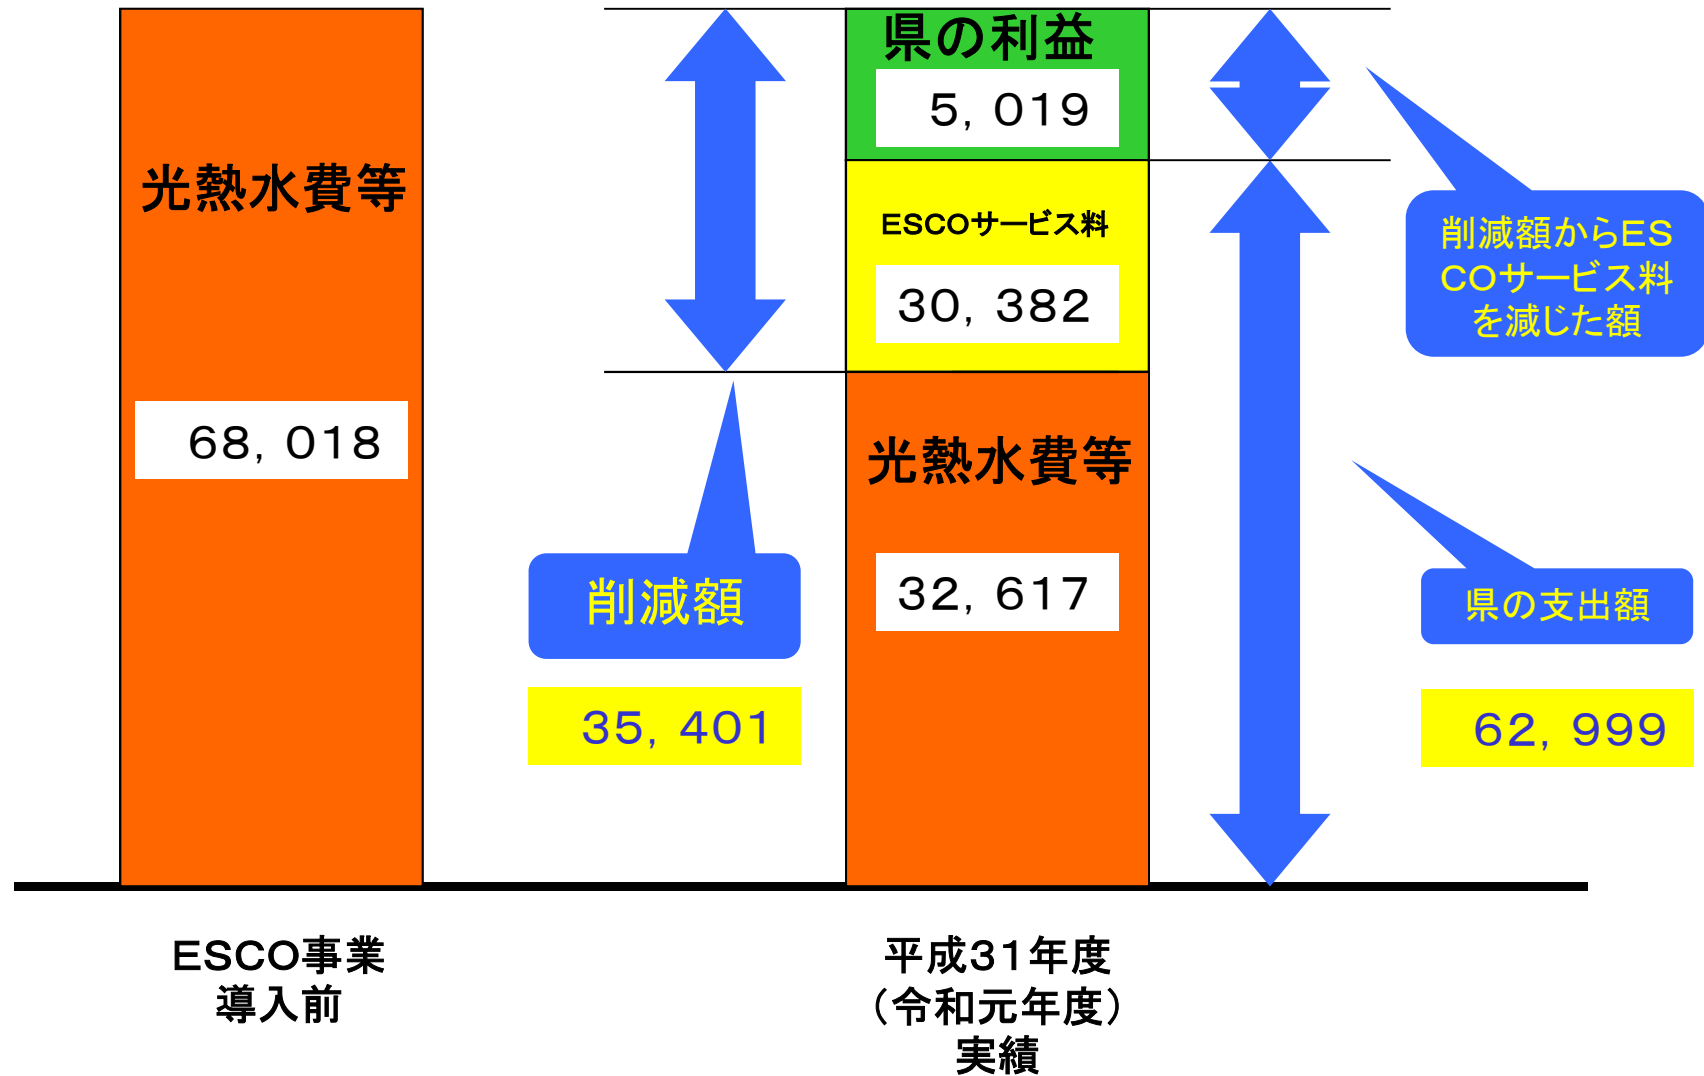 光熱水費等
68,018
削減額
35,401
県の利益
5,019
ESCOサービス料
30,382
光熱水費等
32,617
削減額からES
COサービス料
を減じた額
県の支出額
62,999
ESCO事業
導入前
平成31年度
(令和元年度)
実績